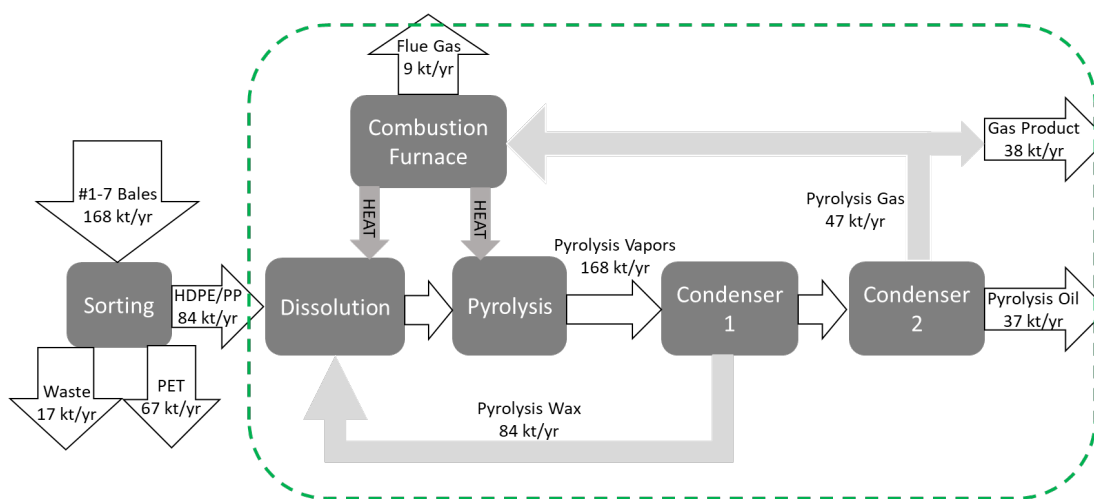 Flue Gas
9 kt/yr
Combustion
Furnace
Gas Product
38 kt/yr
#1-7 Bales
168 kt/yr
HEAT
HEAT
Pyrolysis Gas
47 kt/yr
Pyrolysis Vapors
168 kt/yr
Sorting
HDPE/PP
84 kt/yr
Dissolution
Pyrolysis
Condenser
1
Condenser
2
Pyrolysis Oil
37 kt/yr
Waste
17 kt/yr
PET
67 kt/yr
Pyrolysis Wax
84 kt/yr